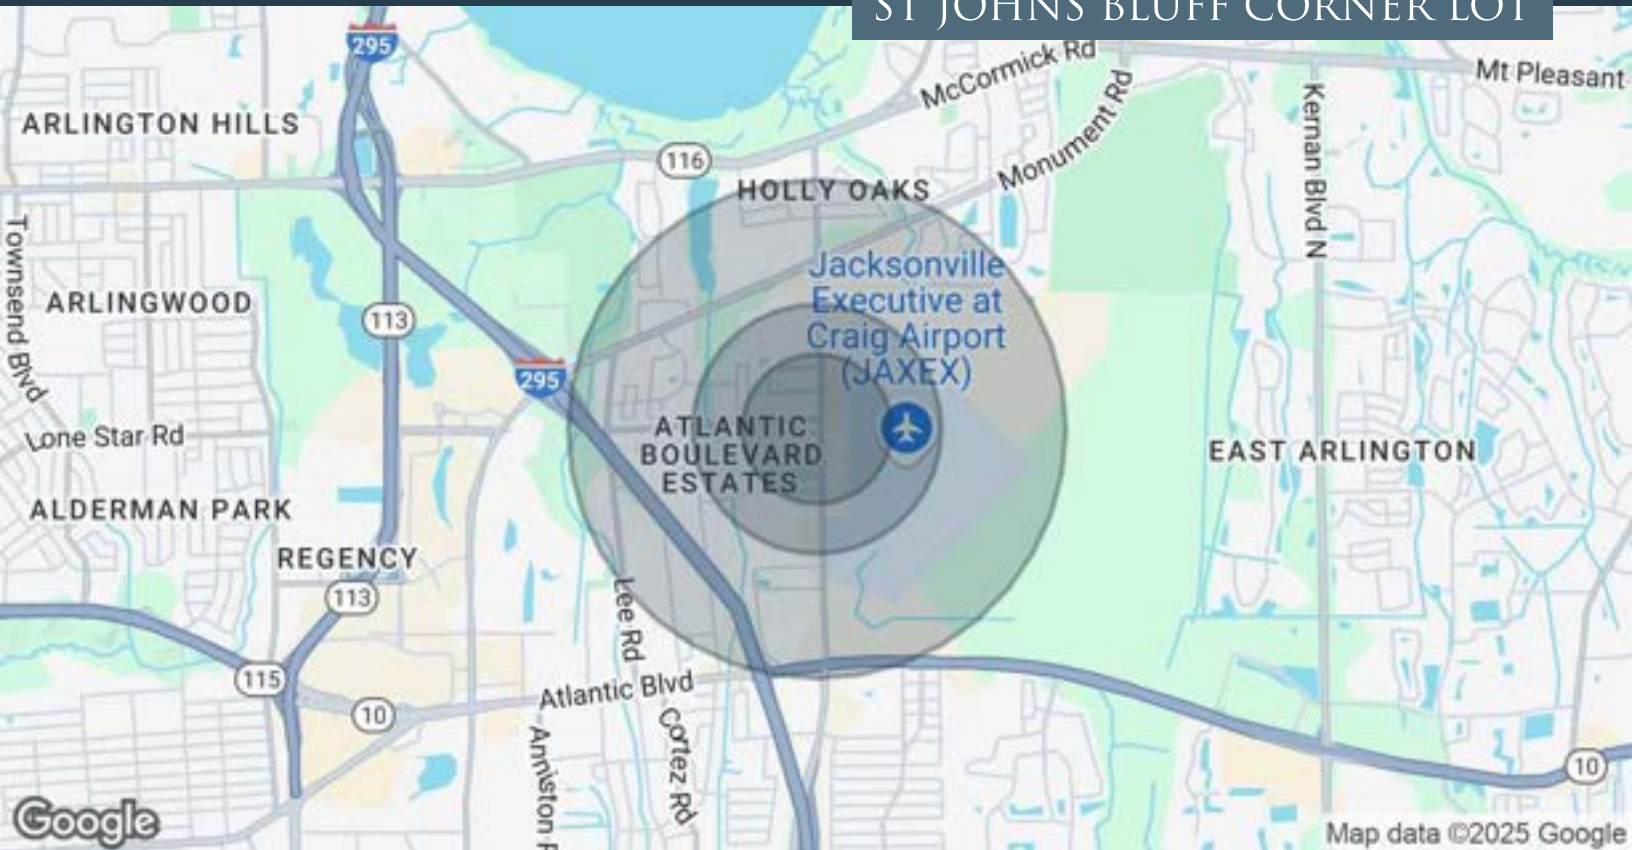 ST JOHNS BLUFF CORNER LOT
295
McCormick Rd
Mt Pleasant
ARLINGTON HILLS
Monument Rd
Kernan Blvd N
116
HOLLY OAKS
Townsend Blvd
Jacksonville
Executive at
Craig Airport
(JAXEX)
ARLINGWOOD
113
295
Lone Star Rd
ATLANTIC
BOULEVARD
ESTATES
EAST ARLINGTON
ALDERMAN PARK
REGENCY
113
Lee Rd
115
Atlantic Blvd
10
Cortez Rd
Anniston
10
Google
Map data ©2025 Google